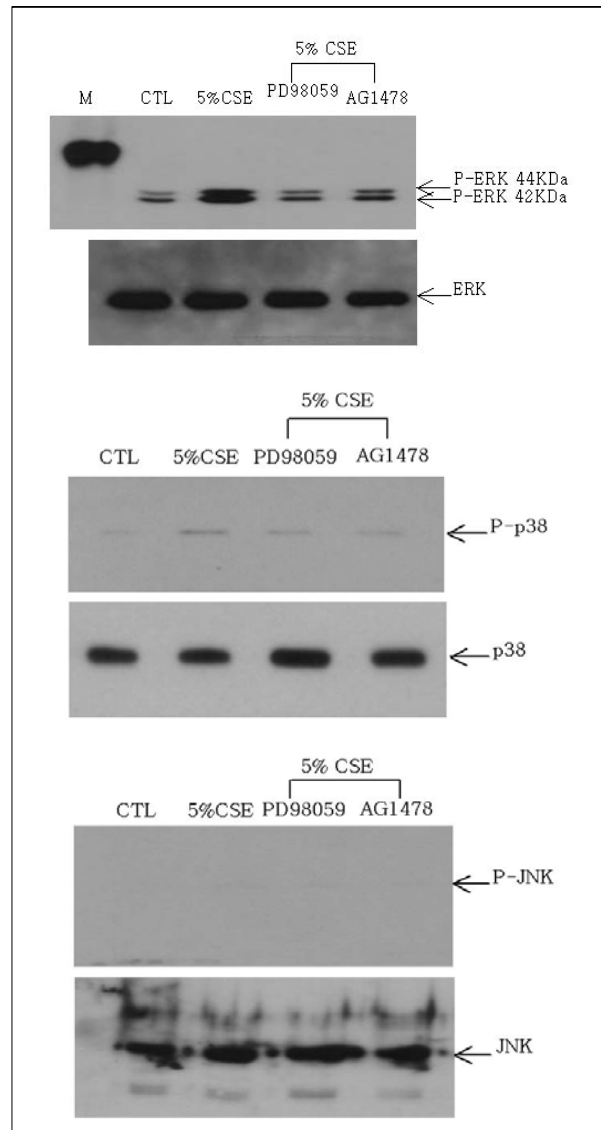 5% CSE
M CTL 5%CSE PD98059 AG1478
P-ERK 44KDa
P-ERK 42KDa
ERK
5% CSE
CTL 5%CSE PD98059 AG1478
P-p38
p38
5% CSE
CTL 5%CSE PD98059 AG1478
P-JNK
JNK